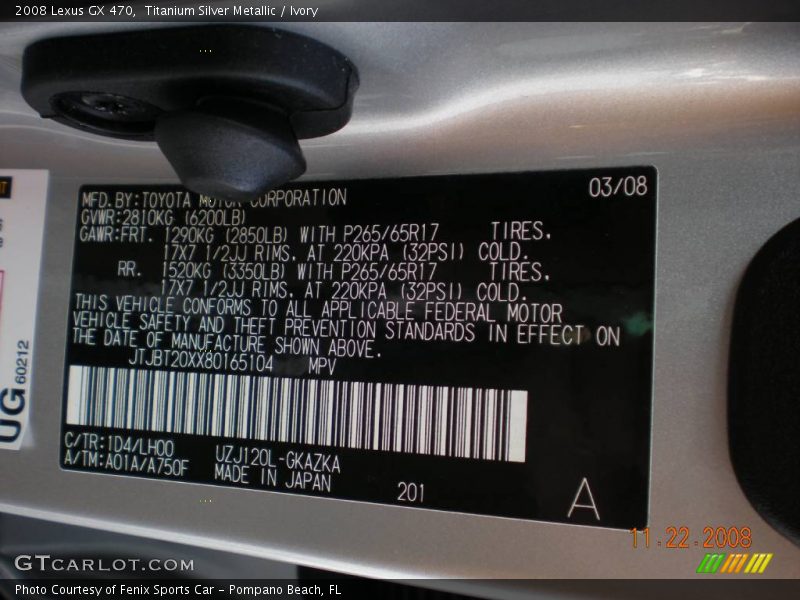 2008 Lexus GX 470, Titanium Silver Metallic / Ivory
03/08
MFD. BY: TOYOTA MOTOR CORPORATION
GVWR: 2810KG (6200LB)
GAWR: FRT. 1290KG (2850LB) WITH P265/65R17 TIRES.
17X7 1/2JJ RIMS. AT 220KPA (32PSI) COLD.
RR. 1520KG (3350LB) WITH P265/65R17 TIRES.
17X7 1/2JJ RIMS. AT 220KPA (32PSI) COLD.
THIS VEHICLE CONFORMS TO ALL APPLICABLE FEDERAL MOTOR
VEHICLE SAFETY AND THEFT PREVENTION STANDARDS IN EFFECT ON
THE DATE OF MANUFACTURE SHOWN ABOVE.
JTJBT20XX80165104 MPV
C/TR: 1D4/LH00 UZJ120L-GKAZKA
A/TM: A01A/A750F MADE IN JAPAN
201
A
UG 60212
11.22.2008
GTCARLOT.COM
Photo Courtesy of Fenix Sports Car - Pompano Beach, FL